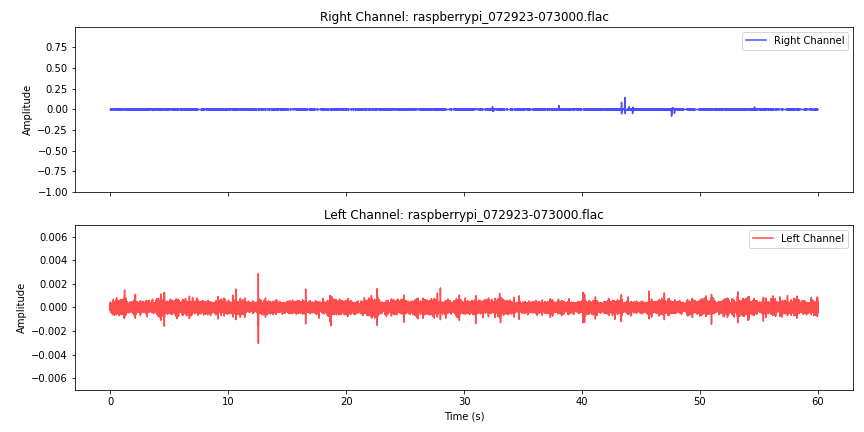 Right Channel: raspberrypi_072923-073000.flac
Right Channel
Amplitude
0.75
0.50
0.25
0.00
−0.25
−0.50
−0.75
−1.00
Left Channel: raspberrypi_072923-073000.flac
Left Channel
Amplitude
0.006
0.004
0.002
0.000
−0.002
−0.004
−0.006
0 10 20 30 40 50 60
Time (s)